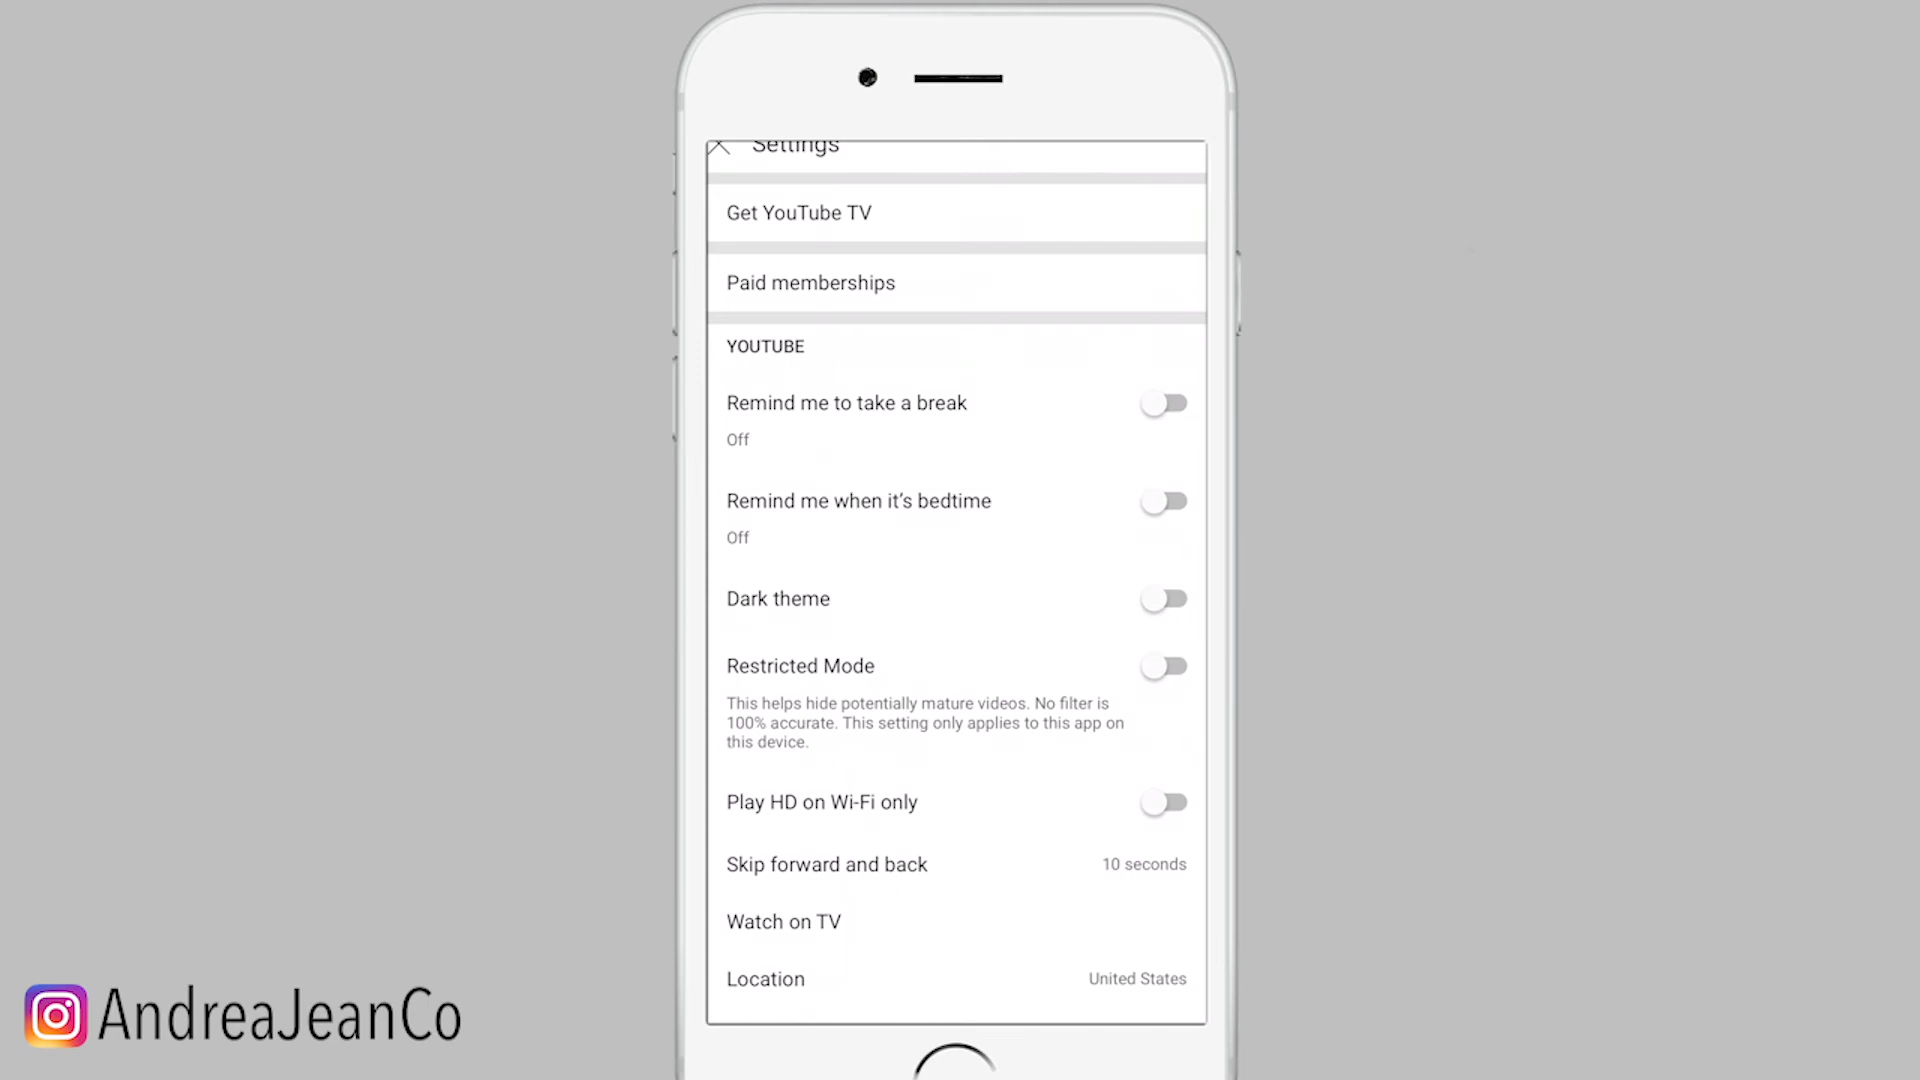 Settings
Get YouTube TV
Paid memberships
YOUTUBE
Remind me to take a break
Off
Remind me when it’s bedtime
Off
Dark theme
Restricted Mode
This helps hide potentially mature videos. No filter is
100% accurate. This setting only applies to this app on
this device.
Play HD on Wi-Fi only
Skip forward and back 10 seconds
Watch on TV
Location United States
AndreaJeanCo